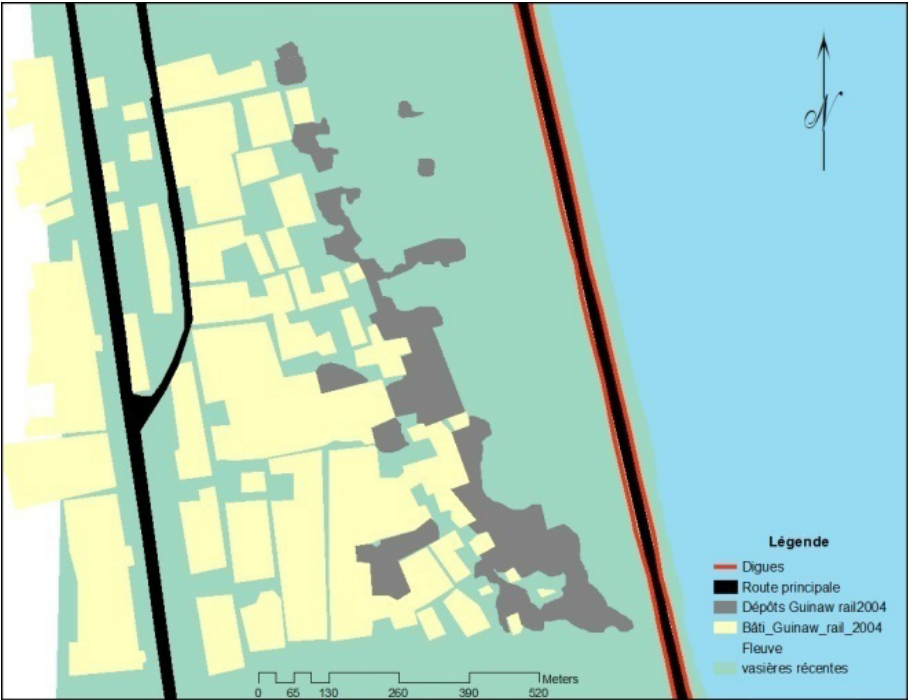 N
Légende
Digues
Route principale
Dépôts Guinaw rail2004
Bâti_Guinaw_rail_2004
Fleuve
vasières récentes
Meters
0 65 130 260 390 520